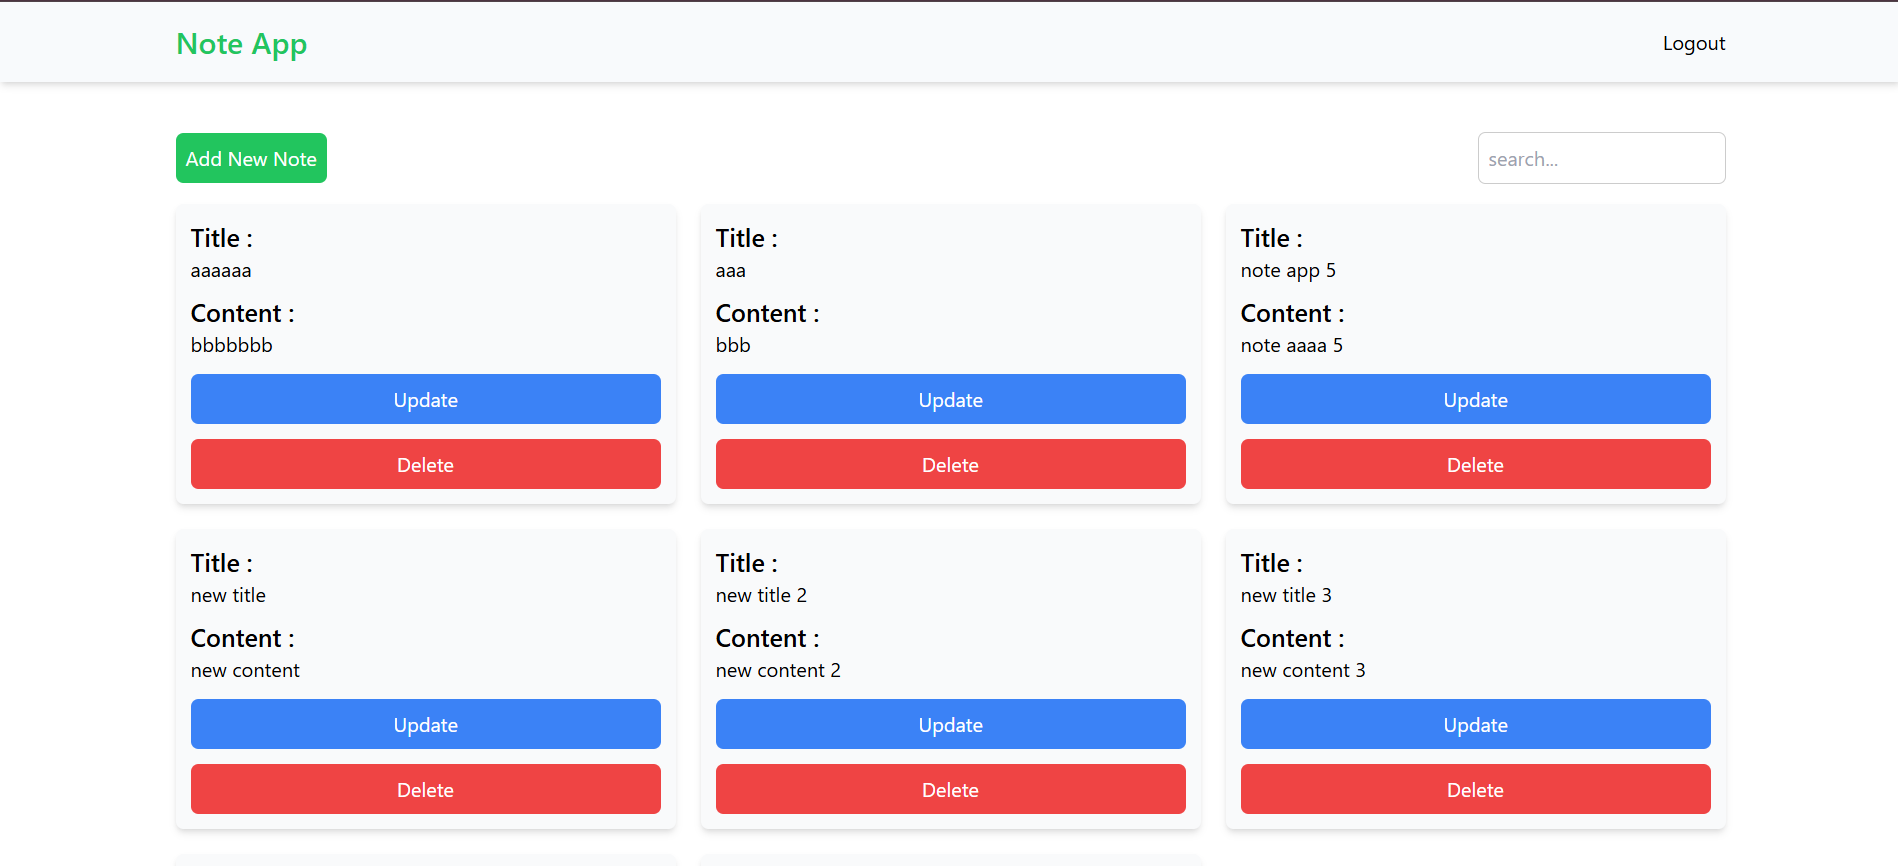 Note App
Logout
Add New Note
search...
Title :
aaaaaa
Content :
bbbbbbb
Update
Delete
Title :
aaa
Content :
bbb
Update
Delete
Title :
note app 5
Content :
note aaaa 5
Update
Delete
Title :
new title
Content :
new content
Update
Delete
Title :
new title 2
Content :
new content 2
Update
Delete
Title :
new title 3
Content :
new content 3
Update
Delete